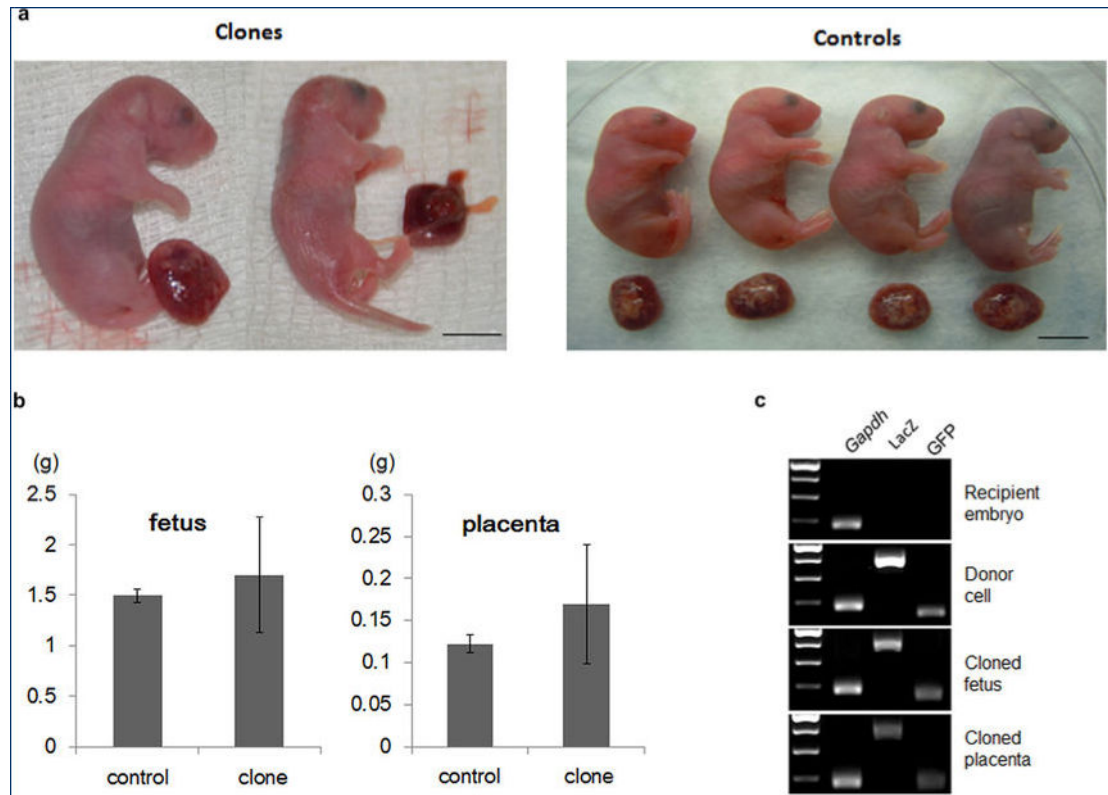 a
Clones
Controls
b
(g)
2.5
2
1.5
1
0.5
0
fetus
control
clone
(g)
0.3
0.25
0.2
0.15
0.1
0.05
0
placenta
control
clone
c
Gapdh LacZ GFP
Recipient
embryo
Donor
cell
Cloned
fetus
Cloned
placenta